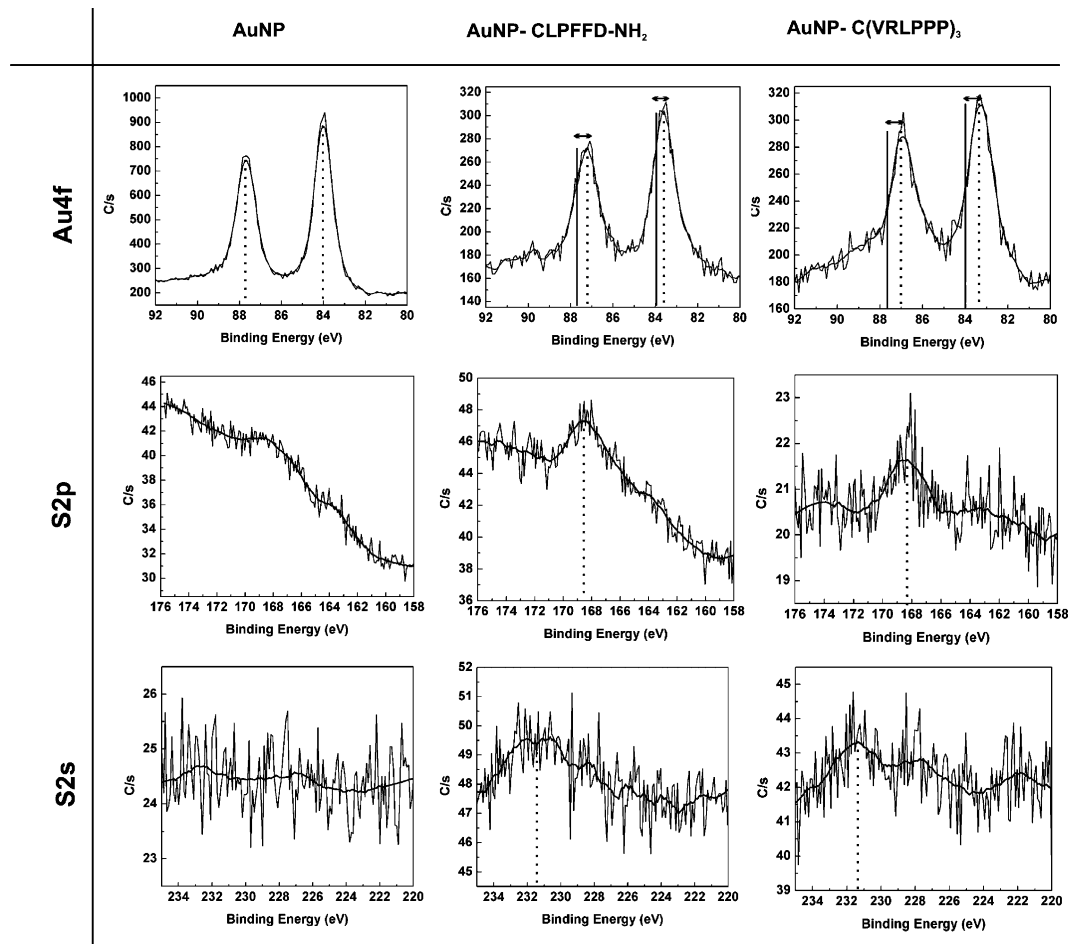 AuNP
AuNP- CLPFFD-NH₂
AuNP- C(VRLPPP)₃
Au4f
C/s
1000
900
800
700
600
500
400
300
200
92 90 88 86 84 82 80
Binding Energy (eV)
C/s
320
300
280
260
240
220
200
180
160
140
92 90 88 86 84 82 80
Binding Energy (eV)
C/s
320
300
280
260
240
220
200
180
160
92 90 88 86 84 82 80
Binding Energy (eV)
S2p
C/s
46
44
42
40
38
36
34
32
30
176 174 172 170 168 166 164 162 160 158
Binding Energy (eV)
C/s
50
48
46
44
42
40
38
36
176 174 172 170 168 166 164 162 160 158
Binding Energy (eV)
C/s
23
22
21
20
19
176 174 172 170 168 166 164 162 160 158
Binding Energy (eV)
S2s
C/s
26
25
24
23
234 232 230 228 226 224 222 220
Binding Energy (eV)
C/s
52
51
50
49
48
47
46
45
234 232 230 228 226 224 222 220
Binding Energy (eV)
C/s
45
44
43
42
41
40
39
234 232 230 228 226 224 222 220
Binding Energy (eV)